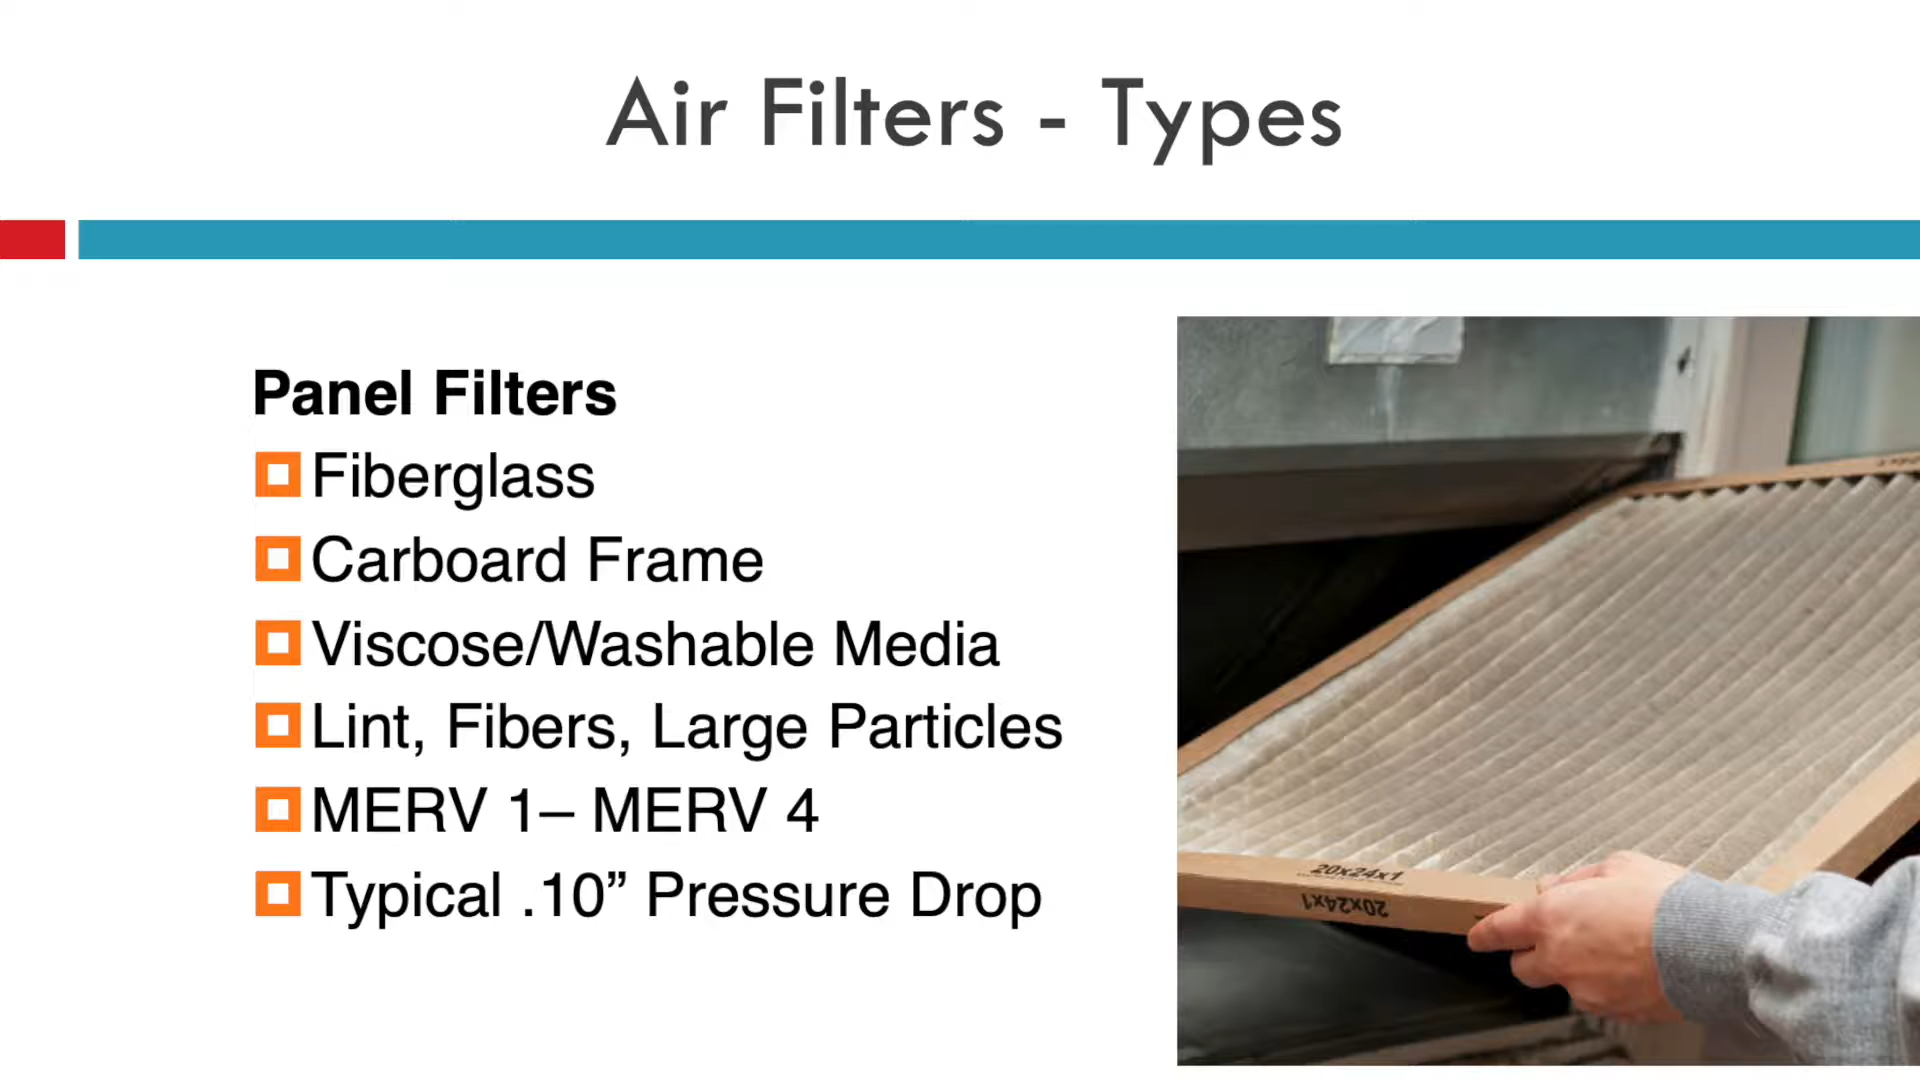 Air Filters - Types
Panel Filters
Fiberglass
Carboard Frame
Viscose/Washable Media
Lint, Fibers, Large Particles
MERV 1– MERV 4
Typical .10” Pressure Drop
20x24x1
20x24x1